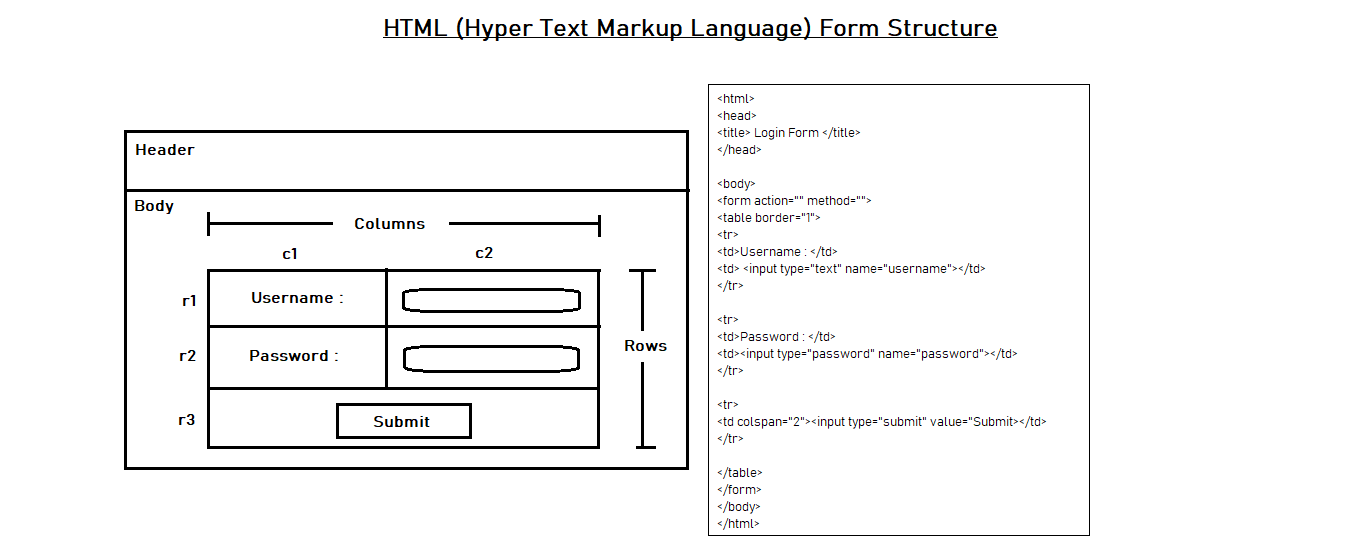 HTML (Hyper Text Markup Language) Form Structure
Header
Body
Columns
c1 c2
r1 Username :
r2 Password :
Rows
r3 Submit
<html>
<head>
<title> Login Form </title>
</head>
<body>
<form action="" method="">
<table border="1">
<tr>
<td>Username : </td>
<td> <input type="text" name="username"></td>
</tr>
<tr>
<td>Password : </td>
<td><input type="password" name="password"></td>
</tr>
<tr>
<td colspan="2"><input type="submit" value="Submit></td>
</tr>
</table>
</form>
</body>
</html>